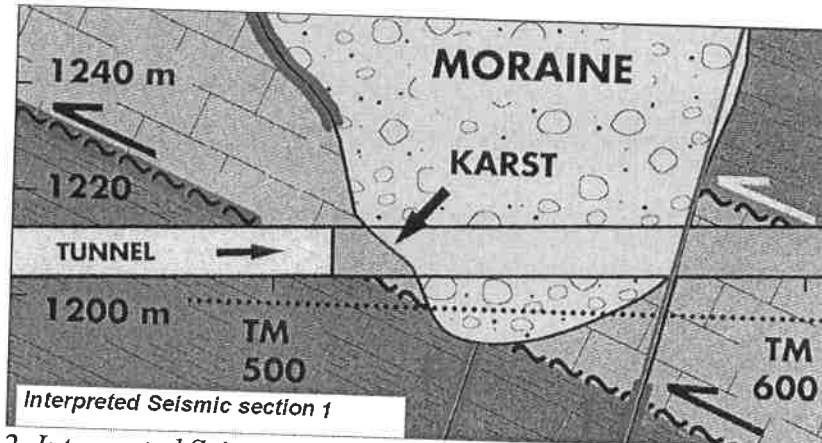 MORAINE
1240 m
KARST
1220
TUNNEL
1200 m
TM
500
TM
600
Interpreted Seismic section 1